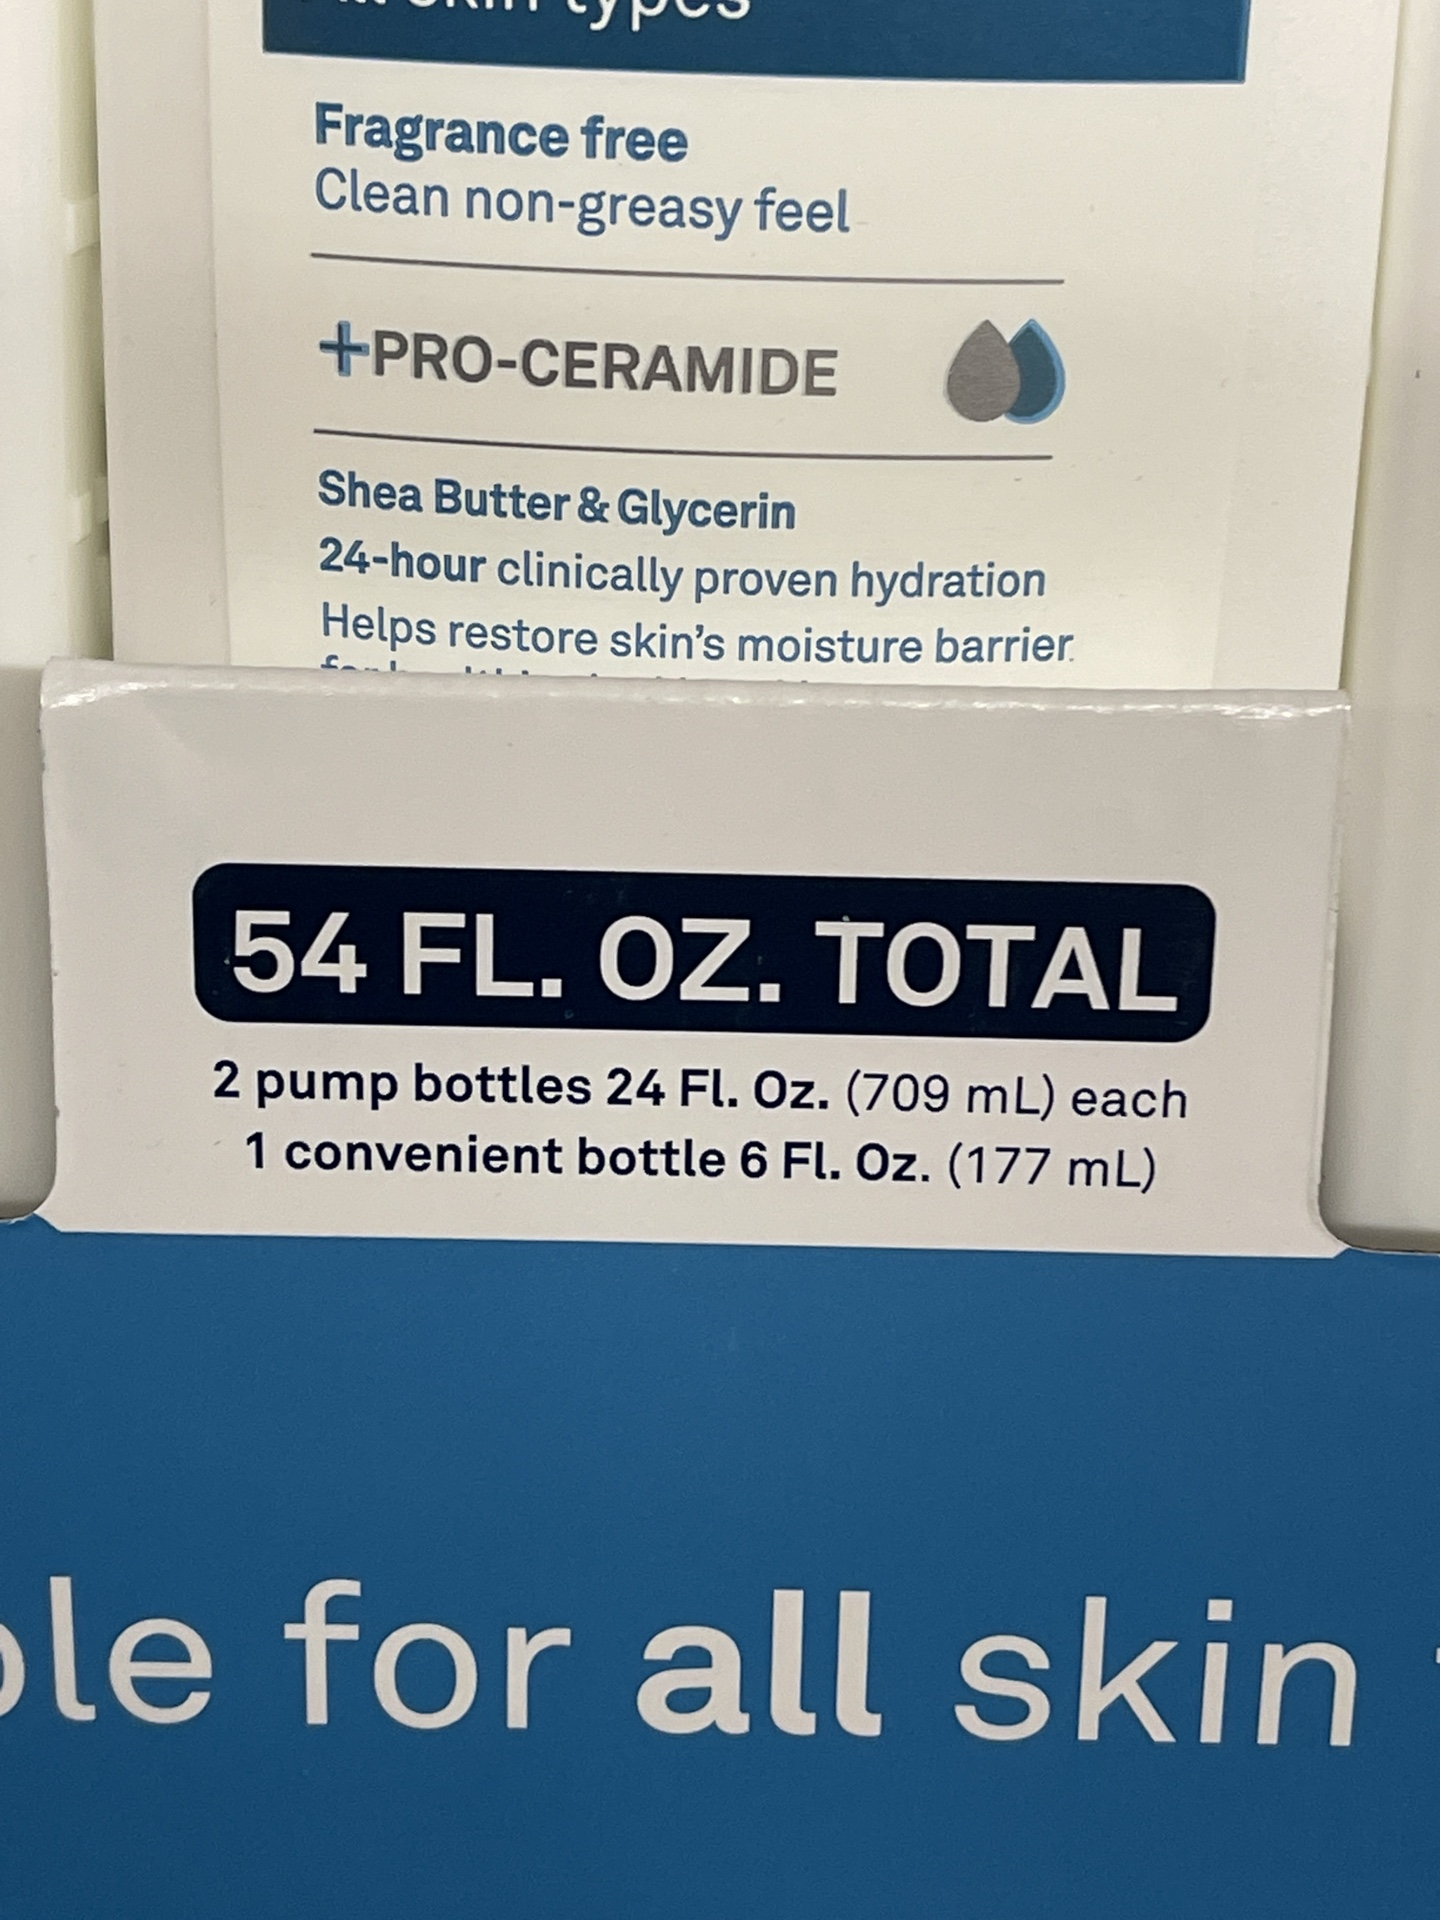 skin types
Fragrance free
Clean non-greasy feel
+PRO-CERAMIDE
Shea Butter & Glycerin
24-hour clinically proven hydration
Helps restore skin's moisture barrier
54 FL. OZ. TOTAL
2 pump bottles 24 Fl. Oz. (709 mL) each
1 convenient bottle 6 Fl. Oz. (177 mL)
for all skin